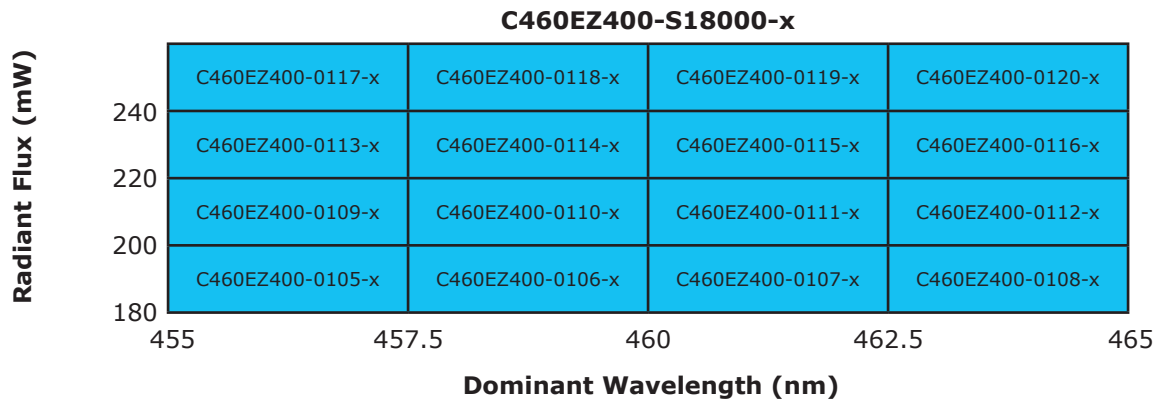 C460EZ400-S18000-x
Radiant Flux (mW)
C460EZ400-0117-x C460EZ400-0118-x C460EZ400-0119-x C460EZ400-0120-x
240
C460EZ400-0113-x C460EZ400-0114-x C460EZ400-0115-x C460EZ400-0116-x
220
C460EZ400-0109-x C460EZ400-0110-x C460EZ400-0111-x C460EZ400-0112-x
200
C460EZ400-0105-x C460EZ400-0106-x C460EZ400-0107-x C460EZ400-0108-x
180
455 457.5 460 462.5 465
Dominant Wavelength (nm)